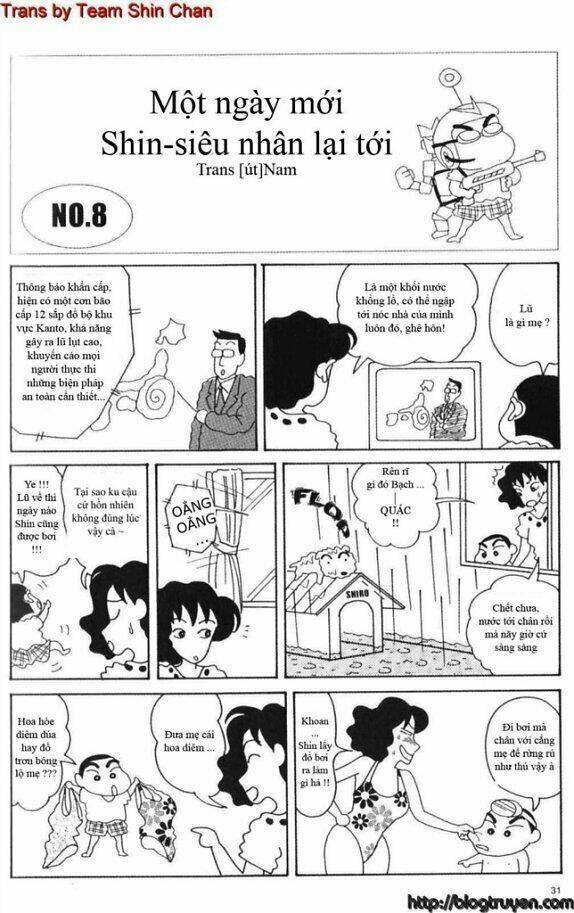 Trans by Team Shin Chan
Một ngày mới
Shin-siêu nhân lại tới
Trans [út]Nam
NO.8
Thông báo khẩn cấp,
hiện có một cơn bão
cấp 12 sắp đổ bộ khu
vực Kanto, khả năng
gây ra lũ lụt cao,
khuyến cáo mọi
người thực thi
những biện pháp
an toàn cần thiết...
Lũ
là gì mẹ ?
Là một khối nước
khổng lồ, có thể ngập
tới nóc nhà của mình
luôn đó, ghê hôn!
Ye !!!
Lũ về thì
ngày nào
Shin cũng
được bơi
!!!
Tại sao ku cậu
cứ hồn nhiên
không đúng lúc
vậy cà ~
OẲNG
OẲNG
...
Rên rỉ
gì đó Bạch ...
QUÁC
!!
FLOP
SHIRO
Chết chưa,
nước tới chân rồi
mà nãy giờ cứ
sảng sảng
Hoa hòe
diêm dúa
hay đồ
trơn bóng
lộ mẹ ???
Đưa mẹ cái
hoa diêm ...
Khoan
...
Shin lấy
đồ bơi ra
làm gì hả !!
Đi bơi mà
chân với cẳng
mẹ để rừng rú
như thú vậy à
31
http://blogtruyen.com